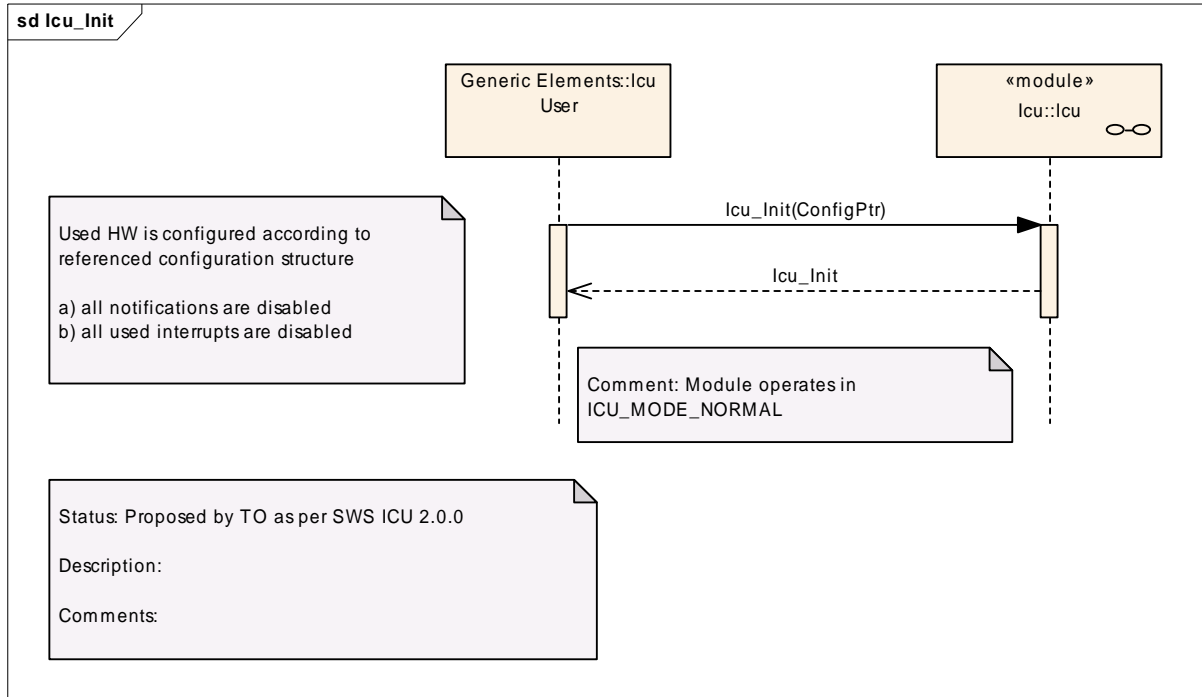 sd Icu_Init
Generic Elements::Icu
User
«module»
Icu::Icu
Icu_Init(ConfigPtr)
Used HW is configured according to
referenced configuration structure
a) all notifications are disabled
b) all used interrupts are disabled
Icu_Init
Comment: Module operates in
ICU_MODE_NORMAL
Status: Proposed by TO as per SWS ICU 2.0.0
Description:
Comments: